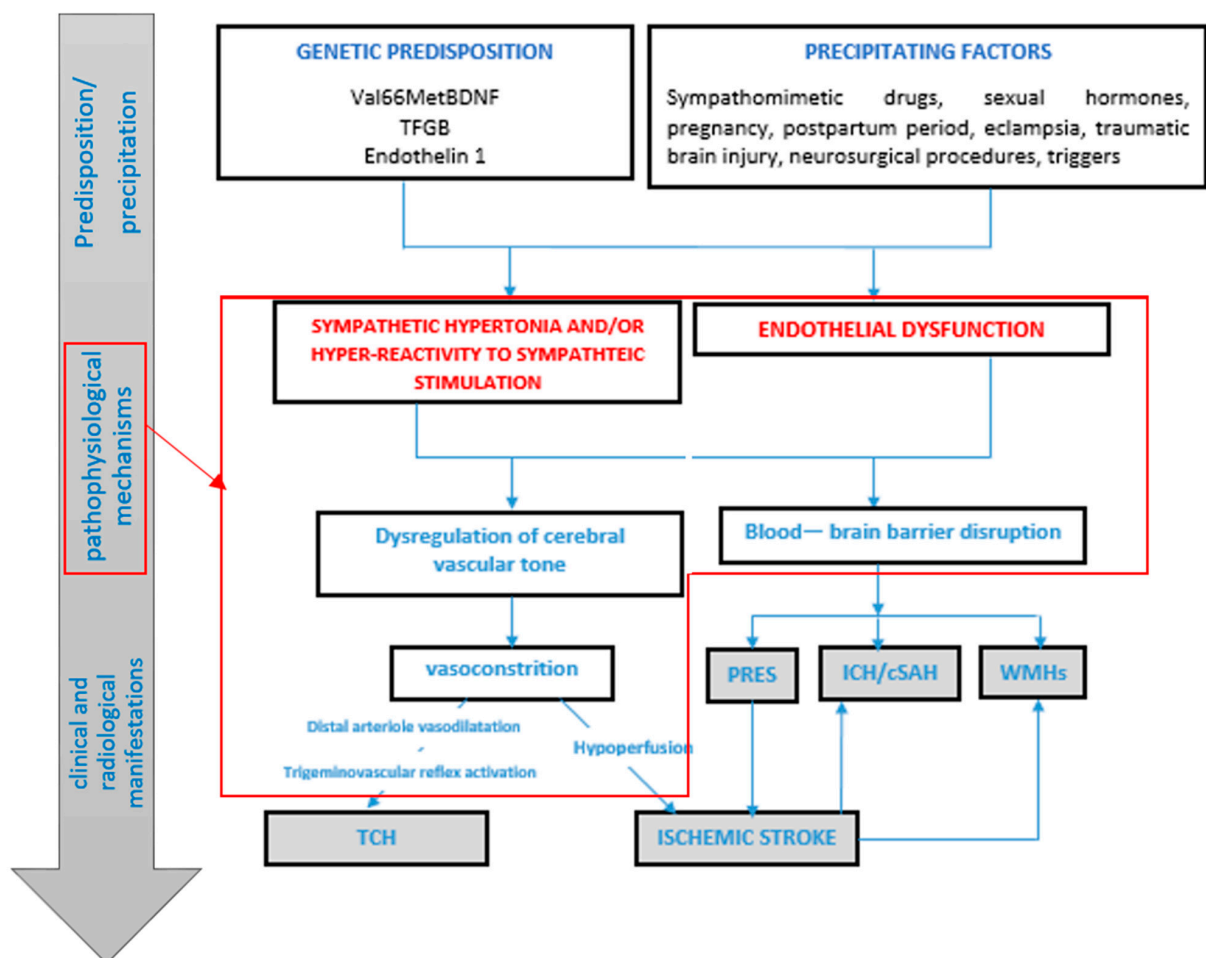 Predisposition/
precipitation
pathophysiological
mechanisms
clinical and
radiological
manifestations
GENETIC PREDISPOSITION
Val66MetBDNF
TFGB
Endothelin 1
PRECIPITATING FACTORS
Sympathomimetic drugs, sexual hormones,
pregnancy, postpartum period, eclampsia, traumatic
brain injury, neurosurgical procedures, triggers
SYMPATHETIC HYPERTONIA AND/OR
HYPER-REACTIVITY TO SYMPATHTEIC
STIMULATION
ENDOTHELIAL DYSFUNCTION
Dysregulation of cerebral
vascular tone
Blood— brain barrier disruption
vasoconstrition
PRES
ICH/cSAH
WMHs
Distal arteriole vasodilatation
Hypoperfusion
Trigeminovascular reflex activation
TCH
ISCHEMIC STROKE